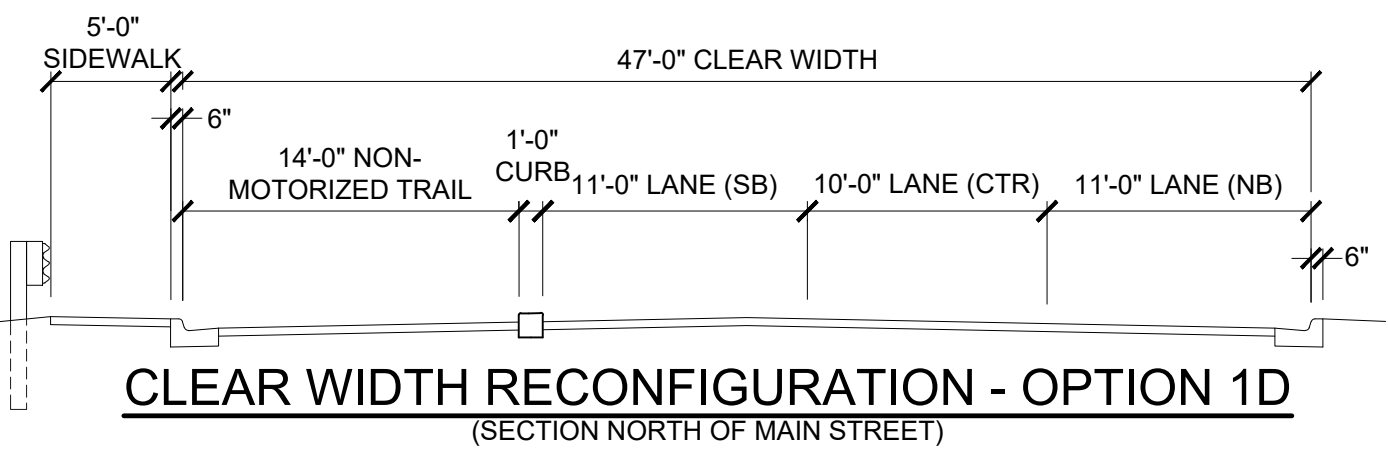 5'-0"
SIDEWALK
47'-0" CLEAR WIDTH
6"
14'-0" NON-
MOTORIZED TRAIL
1'-0"
CURB
11'-0" LANE (SB)
10'-0" LANE (CTR)
11'-0" LANE (NB)
6"
CLEAR WIDTH RECONFIGURATION - OPTION 1D
(SECTION NORTH OF MAIN STREET)